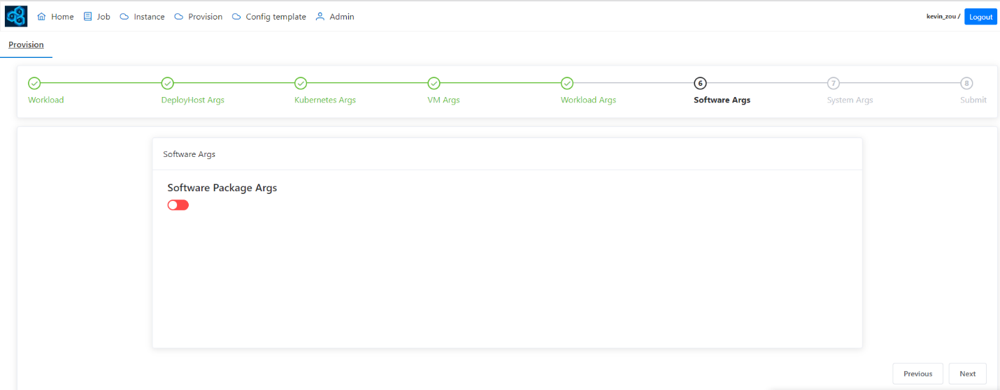 Home Job Instance Provision Config template Admin kevin_zou / Logout
Provision
6 7 8
Workload DeployHost Args Kubernetes Args VM Args Workload Args Software Args System Args Submit
Software Args
Software Package Args
Previous Next